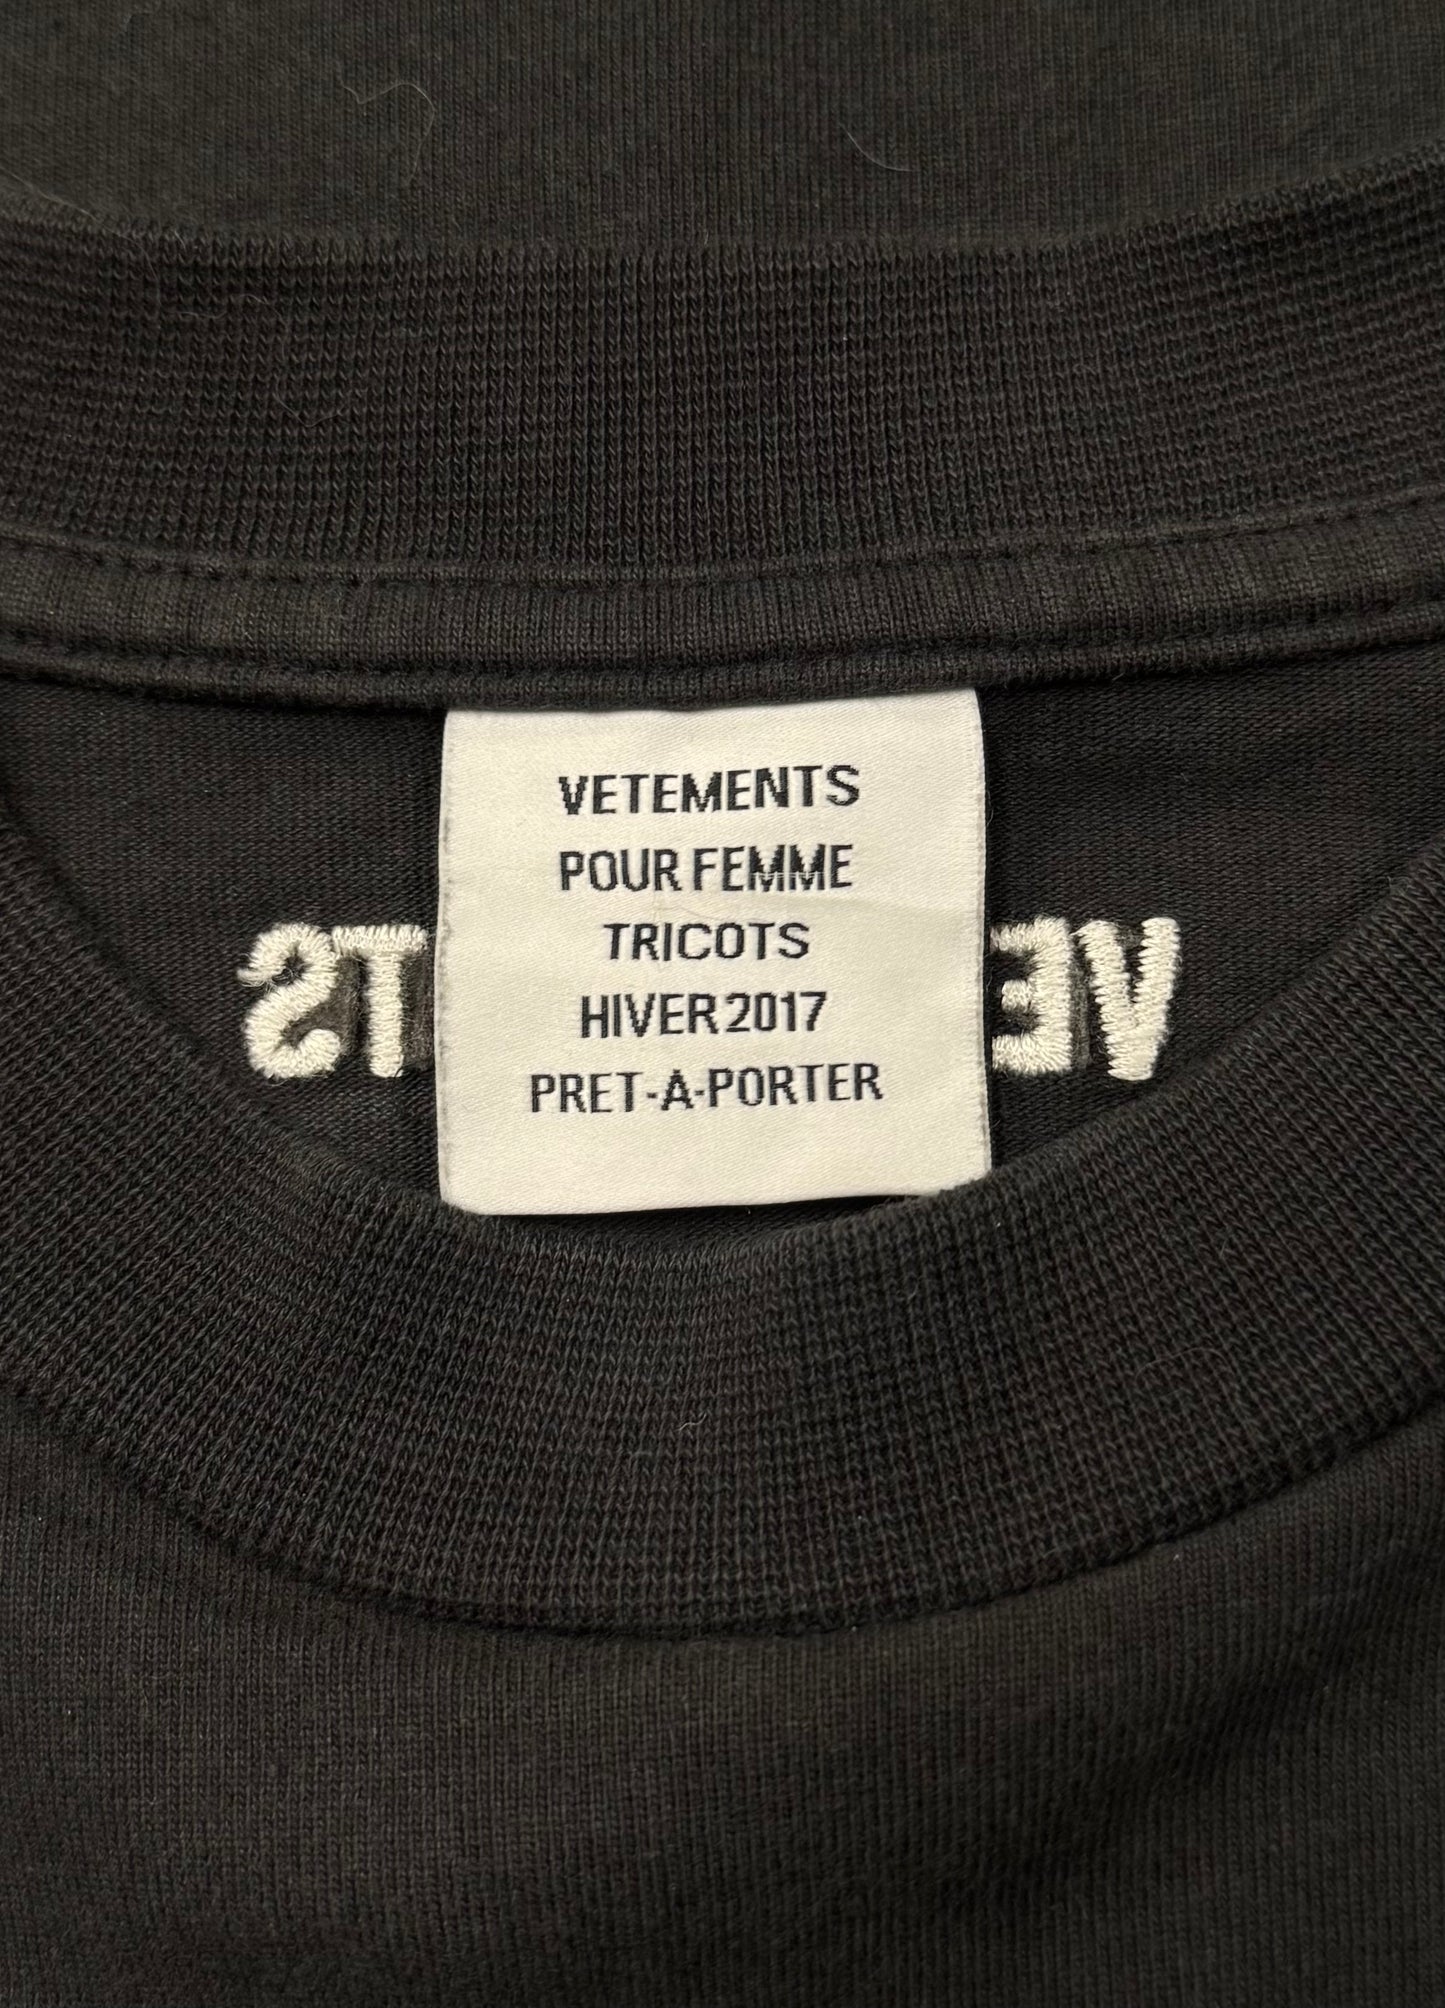 VETEMENTS
POUR FEMME
TRICOTS
HIVER 2017
PRET-A-PORTER